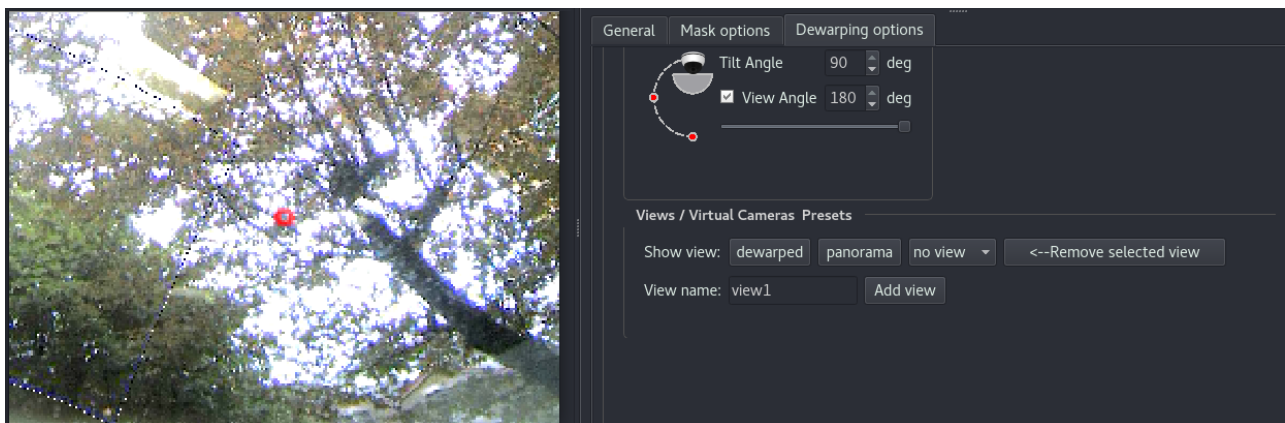 General Mask options Dewarping options
Tilt Angle 90 deg
View Angle 180 deg
Views / Virtual Cameras Presets
Show view: dewarped panorama no view <--Remove selected view
View name: view1 Add view